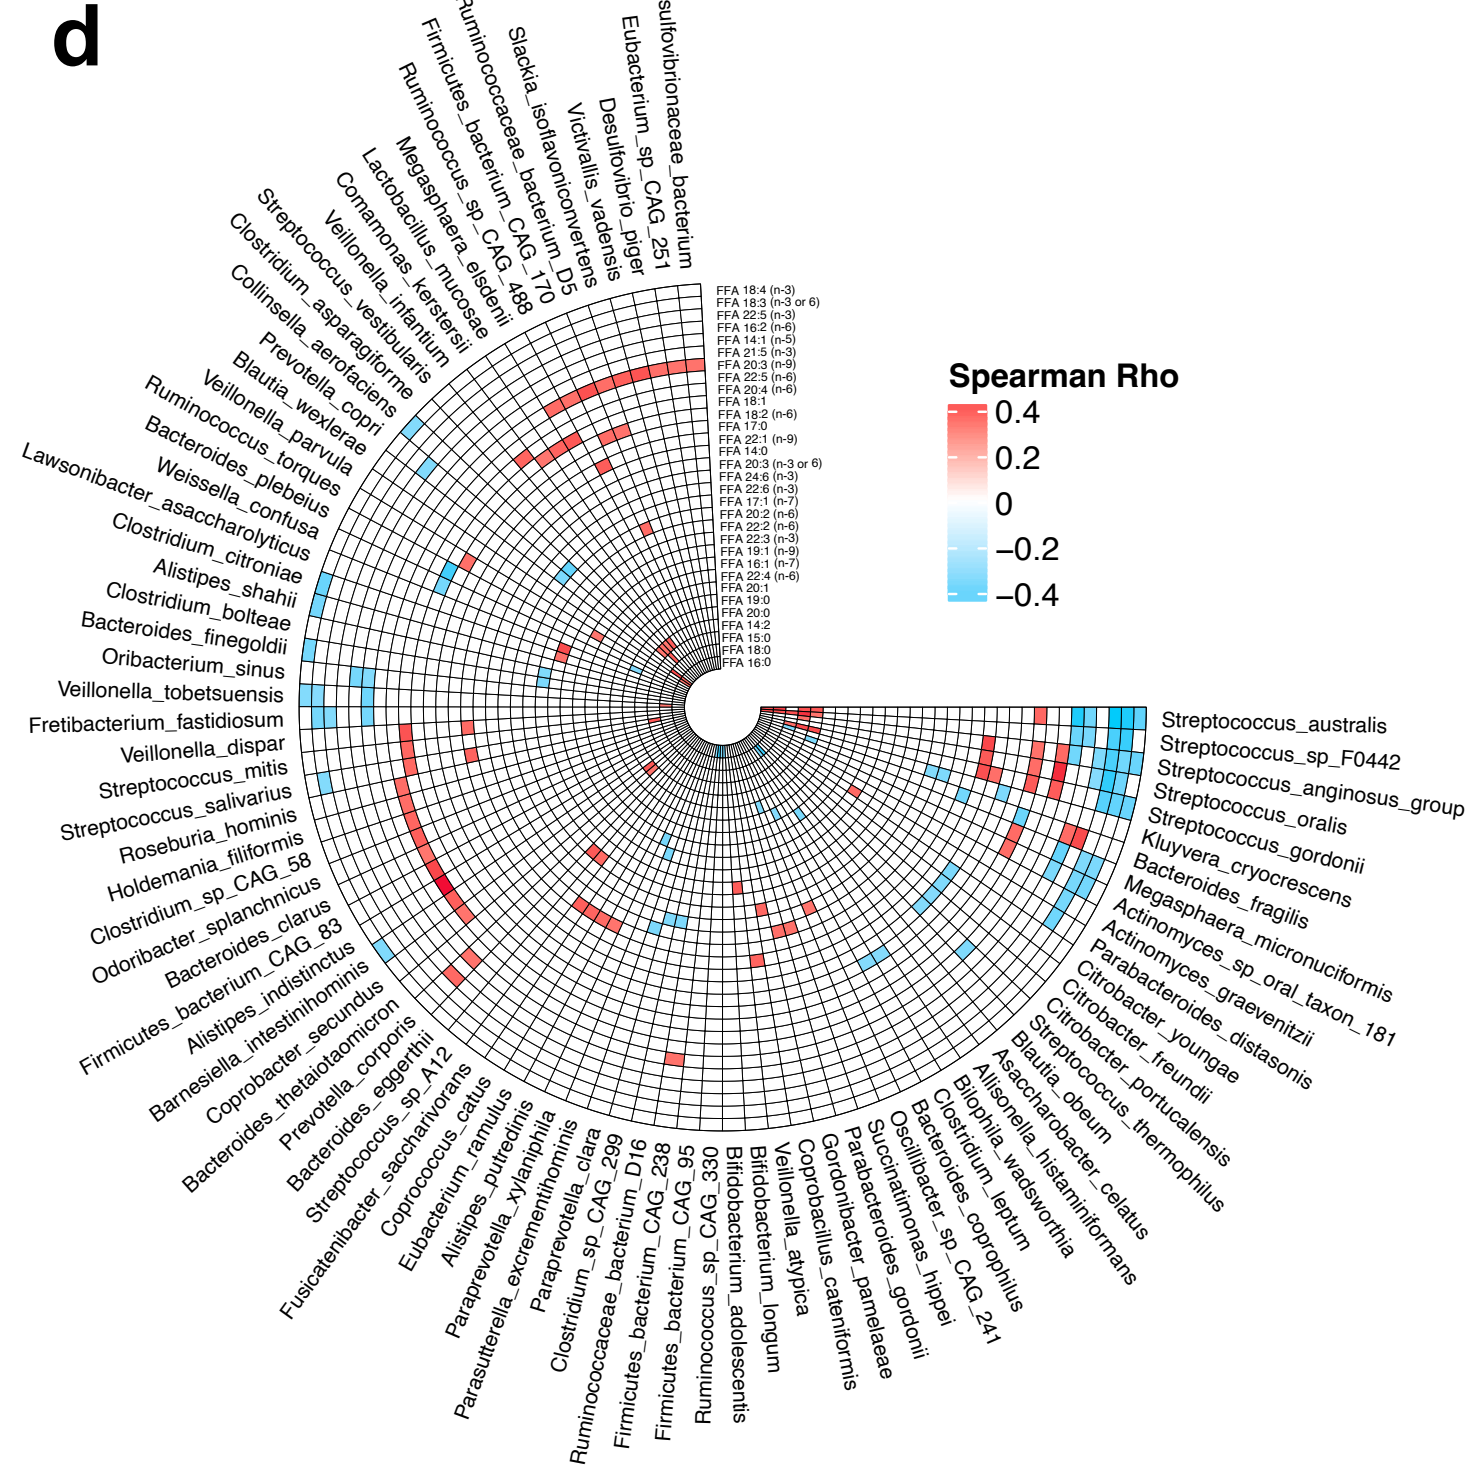 d
sulfovibrionaceae_bacterium
Eubacterium_sp_CAG_251
Desulfovibrio_piger
Victivallis_vadensis
Slackia_isoflavoniconvertens
Ruminococcaceae_bacterium_D5
Firmicutes_bacterium_CAG_170
Ruminococcus_sp_CAG_488
Megasphaera_elsdenii
Lactobacillus_mucosae
Comamonas_kerstersii
Veillonella_infantium
Streptococcus_vestibularis
Clostridium_asparagiforme
Collinsella_aerofaciens
Prevotella_copri
Blautia_wexlerae
Veillonella_parvula
Ruminococcus_torques
Bacteroides_plebeius
Weissella_confusa
Lawsonibacter_asaccharolyticus
Clostridium_citroniae
Alistipes_shahii
Clostridium_bolteae
Bacteroides_finegoldii
Oribacterium_sinus
Veillonella_tobetsuensis
Fretibacterium_fastidiosum
Veillonella_dispar
Streptococcus_mitis
Streptococcus_salivarius
Roseburia_hominis
Holdemania_filiformis
Clostridium_sp_CAG_58
Odoribacter_splanchnicus
Bacteroides_clarus
Firmicutes_bacterium_CAG_83
Alistipes_indistinctus
Barnesiella_intestinihominis
Coprobacter_secundus
Bacteroides_thetaiotaomicron
Prevotella_corporis
Bacteroides_eggerthii
Streptococcus_sp_A12
Fusicatenibacter_saccharivorans
Coprococcus_catus
Eubacterium_ramulus
Alistipes_putredinis
Paraprevotella_xylaniphila
Parasutterella_excrementihominis
Paraprevotella_clara
Clostridium_sp_CAG_299
Ruminococcaceae_bacterium_D16
Firmicutes_bacterium_CAG_238
Firmicutes_bacterium_CAG_95
Ruminococcus_sp_CAG_330
Bifidobacterium_adolescentis
Bifidobacterium_longum
Veillonella_atypica
Coprobacillus_cateniformis
Gordonibacter_pamelaeae
Parabacteroides_gordonii
Succinatimonas_hippei
Oscillibacter_sp_CAG_241
Bacteroides_coprophilus
Clostridium_leptum
Bilophila_wadsworthia
Allisonella_histaminiformans
Asaccharobacter_celatus
Blautia_obeum
Streptococcus_thermophilus
Citrobacter_portucalensis
Citrobacter_freundii
Citrobacter_youngae
Parabacteroides_distasonis
Actinomyces_graevenitzii
Actinomyces_sp_oral_taxon_181
Megasphaera_micronuciformis
Bacteroides_fragilis
Kluyvera_cryocrescens
Streptococcus_gordonii
Streptococcus_oralis
Streptococcus_anginosus_group
Streptococcus_sp_F0442
Streptococcus_australis
FFA 18:4 (n-3)
FFA 18:3 (n-3 or 6)
FFA 22:5 (n-3)
FFA 16:2 (n-6)
FFA 14:1 (n-5)
FFA 21:5 (n-3)
FFA 20:3 (n-9)
FFA 22:5 (n-6)
FFA 20:4 (n-6)
FFA 18:1
FFA 18:2 (n-6)
FFA 17:0
FFA 22:1 (n-9)
FFA 14:0
FFA 20:3 (n-3 or 6)
FFA 24:6 (n-3)
FFA 22:6 (n-3)
FFA 17:1 (n-7)
FFA 20:2 (n-6)
FFA 22:2 (n-6)
FFA 22:3 (n-3)
FFA 19:1 (n-9)
FFA 16:1 (n-7)
FFA 22:4 (n-6)
FFA 20:1
FFA 19:0
FFA 20:0
FFA 14:2
FFA 15:0
FFA 18:0
FFA 16:0
Spearman Rho
0.4
0.2
0
−0.2
−0.4